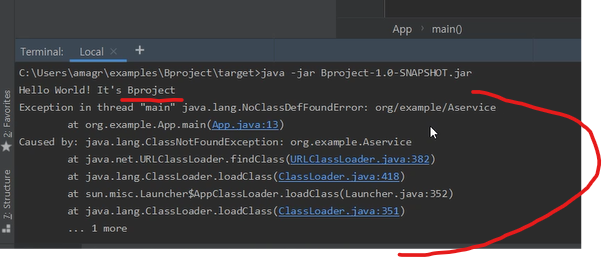 App > main()
Terminal: Local × +
C:\Users\amagr\examples\Bproject\target>java -jar Bproject-1.0-SNAPSHOT.jar
Hello World! It's Bproject
Exception in thread "main" java.lang.NoClassDefFoundError: org/example/Aservice
at org.example.App.main(App.java:13)
Caused by: java.lang.ClassNotFoundException: org.example.Aservice
at java.net.URLClassLoader.findClass(URLClassLoader.java:382)
at java.lang.ClassLoader.loadClass(ClassLoader.java:418)
at sun.misc.Launcher$AppClassLoader.loadClass(Launcher.java:352)
at java.lang.ClassLoader.loadClass(ClassLoader.java:351)
... 1 more
2: Favorites
7: Structure